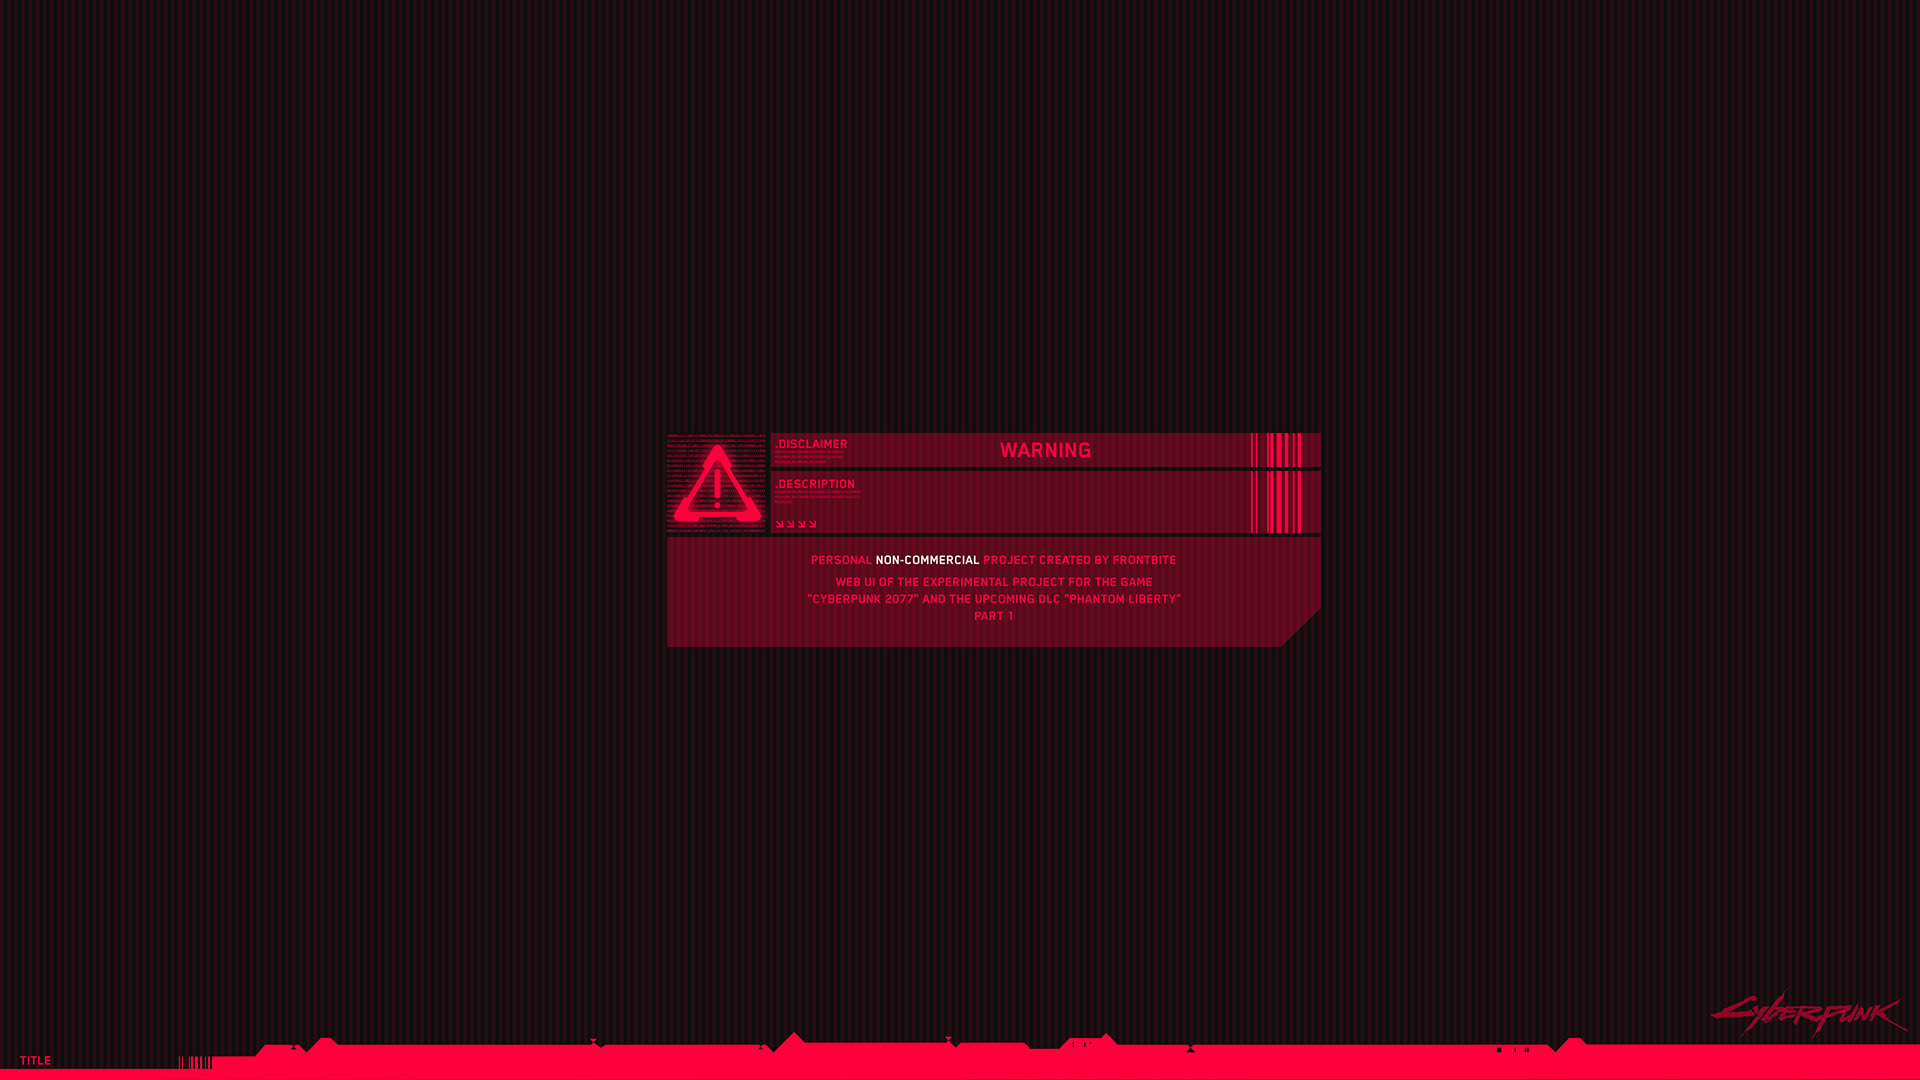 .DISCLAIMER
WARNING
.DESCRIPTION
PERSONAL NON-COMMERCIAL PROJECT CREATED BY FRONTBITE
WEB UI OF THE EXPERIMENTAL PROJECT FOR THE GAME
"CYBERPUNK 2077" AND THE UPCOMING DLC "PHANTOM LIBERTY"
PART 1
CYBERPUNK
TITLE